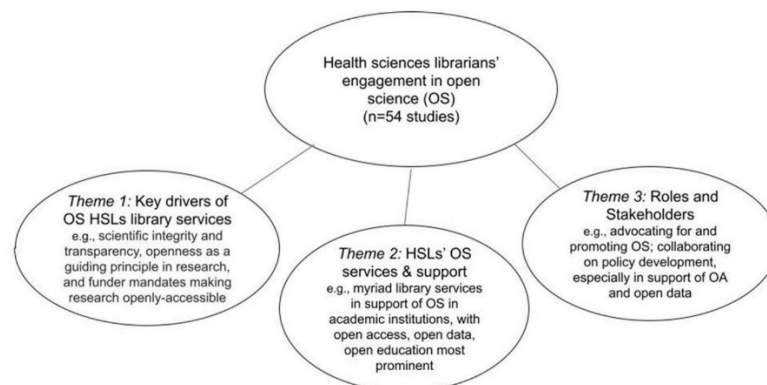 Health sciences librarians'
engagement in open
science (OS)
(n=54 studies)
Theme 1: Key drivers of
OS HSLs library services
e.g., scientific integrity and
transparency, openness as a
guiding principle in research,
and funder mandates making
research openly-accessible
Theme 2: HSLs' OS
services & support
e.g., myriad library services
in support of OS in
academic institutions, with
open access, open data,
open education most
prominent
Theme 3: Roles and
Stakeholders
e.g., advocating for and
promoting OS; collaborating
on policy development,
especially in support of OA
and open data